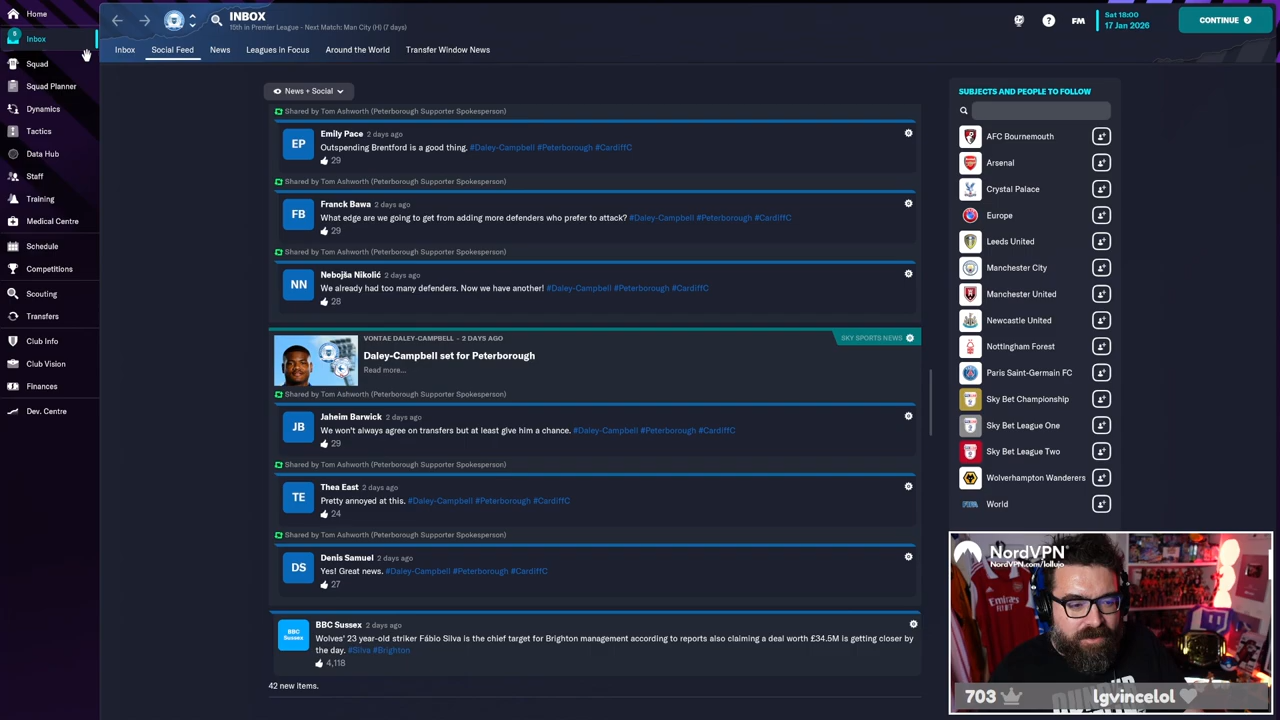 Home
5
Inbox
Squad
Squad Planner
Dynamics
Tactics
Data Hub
Staff
Training
Medical Centre
Schedule
Competitions
Scouting
Transfers
Club Info
Club Vision
Finances
Dev. Centre
INBOX
15th in Premier League - Next Match: Man City (H) (7 days)
FM
Sat 18:00
17 Jan 2026
CONTINUE
Inbox
Social Feed
News
Leagues in Focus
Around the World
Transfer Window News
News + Social
Shared by Tom Ashworth (Peterborough Supporter Spokesperson)
EP
Emily Pace 2 days ago
Outspending Brentford is a good thing. #Daley-Campbell #Peterborough #CardiffC
29
Shared by Tom Ashworth (Peterborough Supporter Spokesperson)
FB
Franck Bawa 2 days ago
What edge are we going to get from adding more defenders who prefer to attack? #Daley-Campbell #Peterborough #CardiffC
29
Shared by Tom Ashworth (Peterborough Supporter Spokesperson)
NN
Nebojša Nikolić 2 days ago
We already had too many defenders. Now we have another! #Daley-Campbell #Peterborough #CardiffC
28
VONTAE DALEY-CAMPBELL - 2 DAYS AGO
SKY SPORTS NEWS
Daley-Campbell set for Peterborough
Read more...
Shared by Tom Ashworth (Peterborough Supporter Spokesperson)
JB
Jaheim Barwick 2 days ago
We won't always agree on transfers but at least give him a chance. #Daley-Campbell #Peterborough #CardiffC
29
Shared by Tom Ashworth (Peterborough Supporter Spokesperson)
TE
Thea East 2 days ago
Pretty annoyed at this. #Daley-Campbell #Peterborough #CardiffC
24
Shared by Tom Ashworth (Peterborough Supporter Spokesperson)
DS
Denis Samuel 2 days ago
Yes! Great news. #Daley-Campbell #Peterborough #CardiffC
27
BBC
Sussex
BBC Sussex 2 days ago
Wolves' 23 year-old striker Fábio Silva is the chief target for Brighton management according to reports also claiming a deal worth £34.5M is getting closer by
the day. #Silva #Brighton
4,118
42 new items.
SUBJECTS AND PEOPLE TO FOLLOW
AFC Bournemouth
Arsenal
Crystal Palace
Europe
Leeds United
Manchester City
Manchester United
Newcastle United
Nottingham Forest
Paris Saint-Germain FC
Sky Bet Championship
Sky Bet League One
Sky Bet League Two
Wolverhampton Wanderers
FIFA
World
NordVPN
NordVPN.com/lollujo
703
lgvincelol